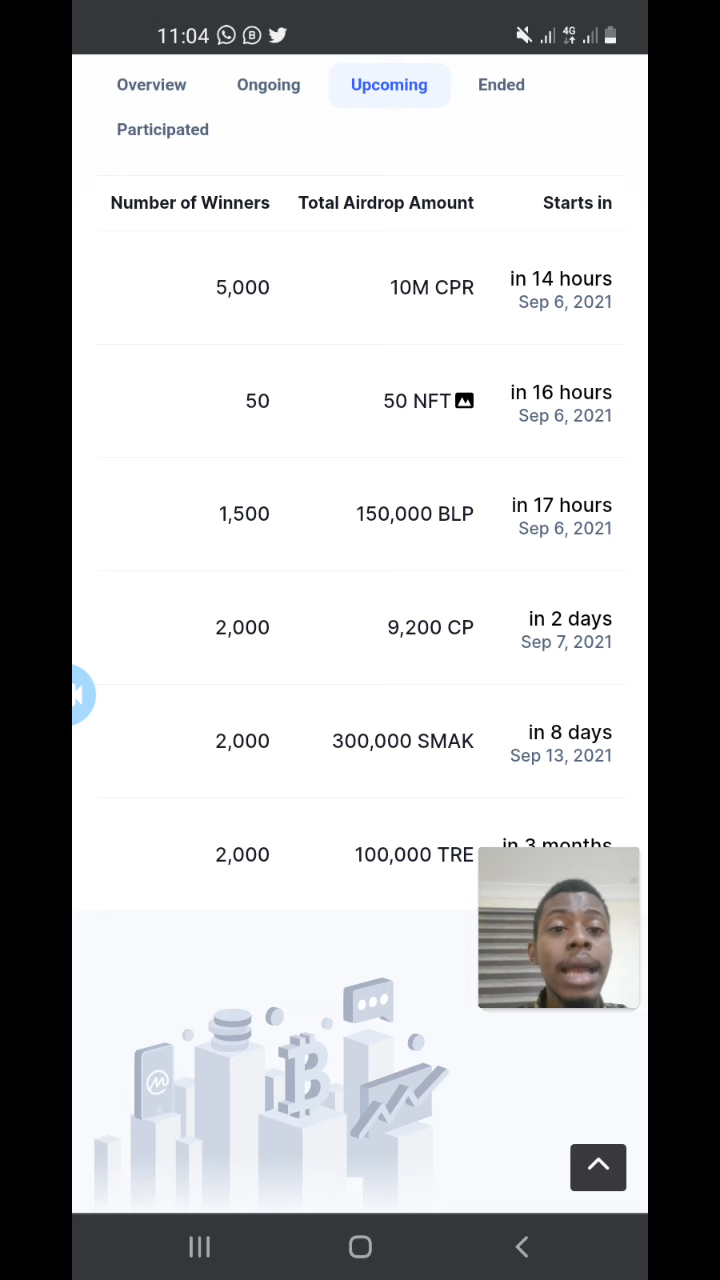 11:04
4G
Overview Ongoing Upcoming Ended
Participated
Number of Winners Total Airdrop Amount Starts in
5,000 10M CPR in 14 hours
Sep 6, 2021
50 50 NFT in 16 hours
Sep 6, 2021
1,500 150,000 BLP in 17 hours
Sep 6, 2021
2,000 9,200 CP in 2 days
Sep 7, 2021
2,000 300,000 SMAK in 8 days
Sep 13, 2021
2,000 100,000 TRE in 3 months